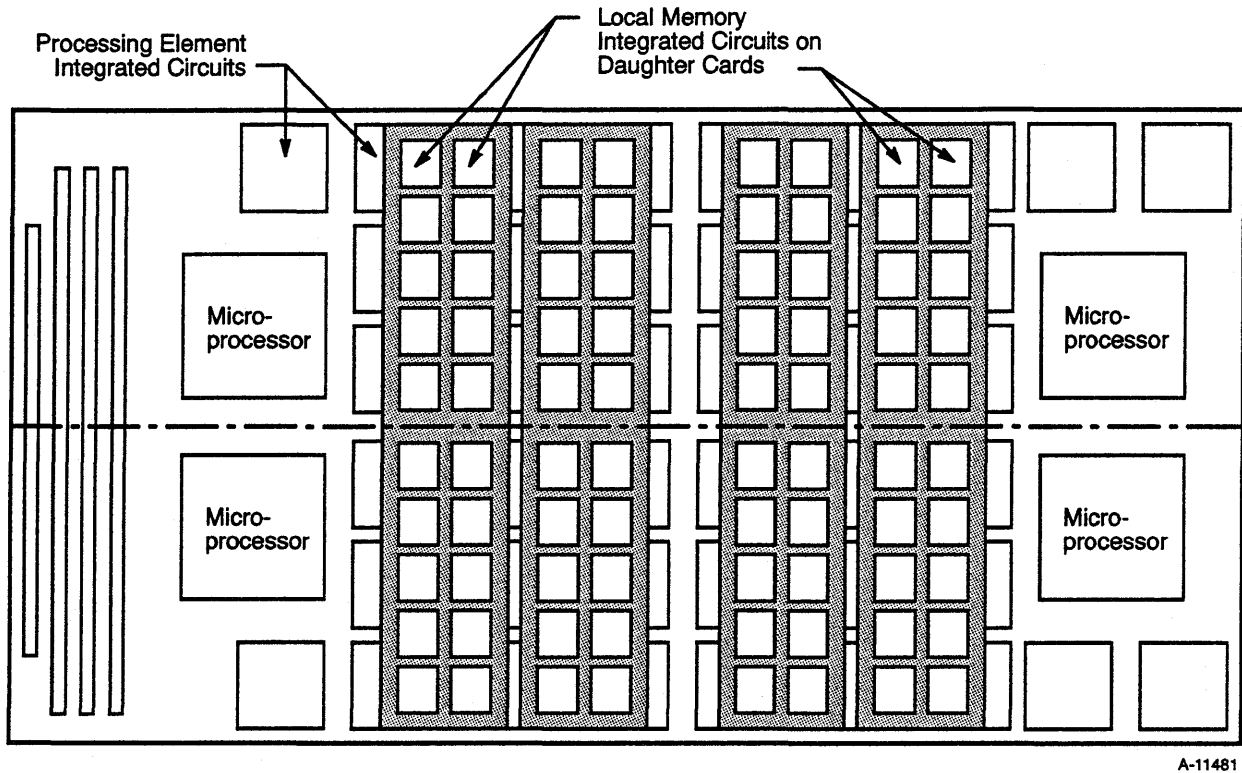 Processing Element
Integrated Circuits
Local Memory
Integrated Circuits on
Daughter Cards
Micro-
processor
Micro-
processor
Micro-
processor
Micro-
processor
A-11481